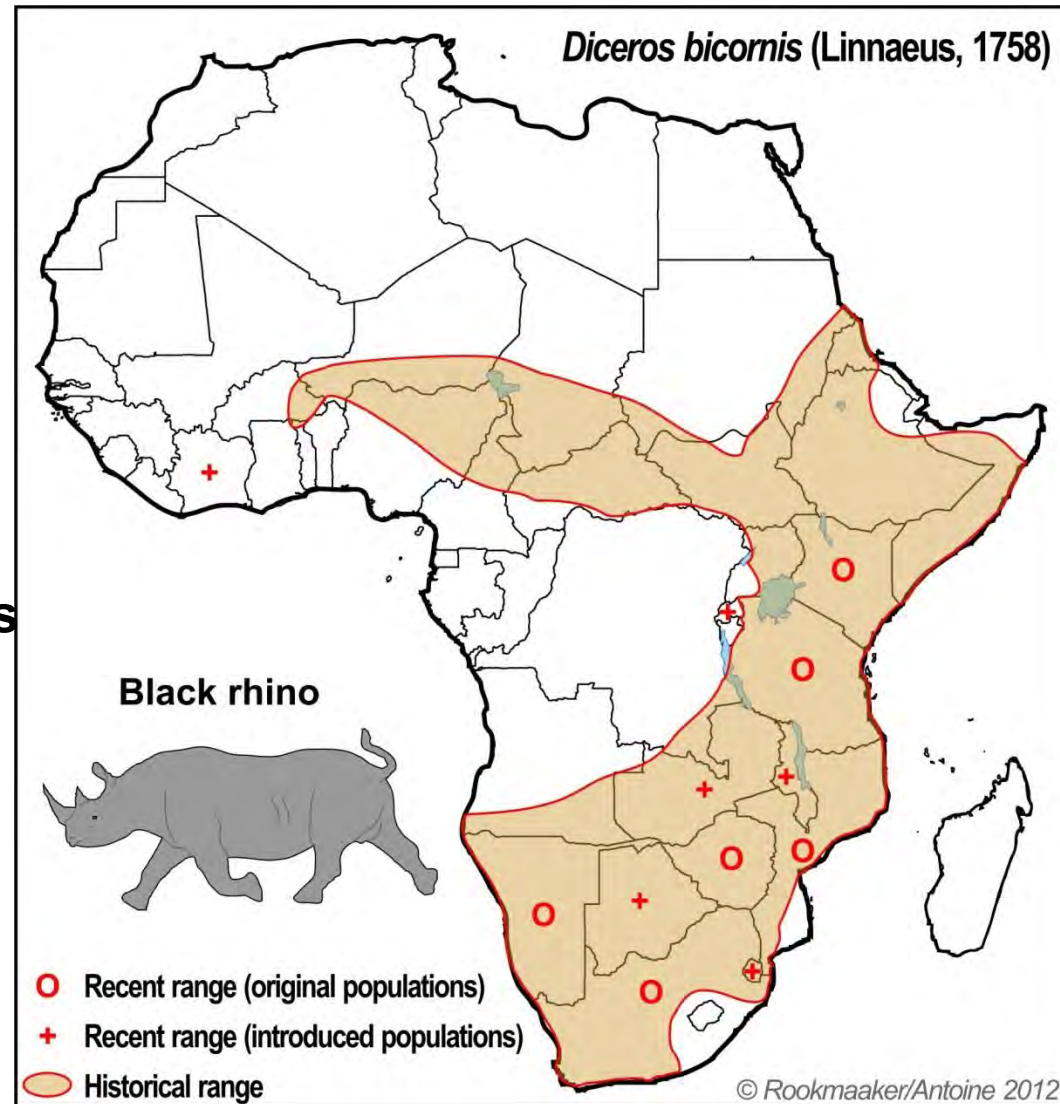 Diceros bicornis (Linnaeus, 1758)
s
Black rhino
O Recent range (original populations)
+ Recent range (introduced populations)
Historical range
© Rookmaaker/Antoine 2012